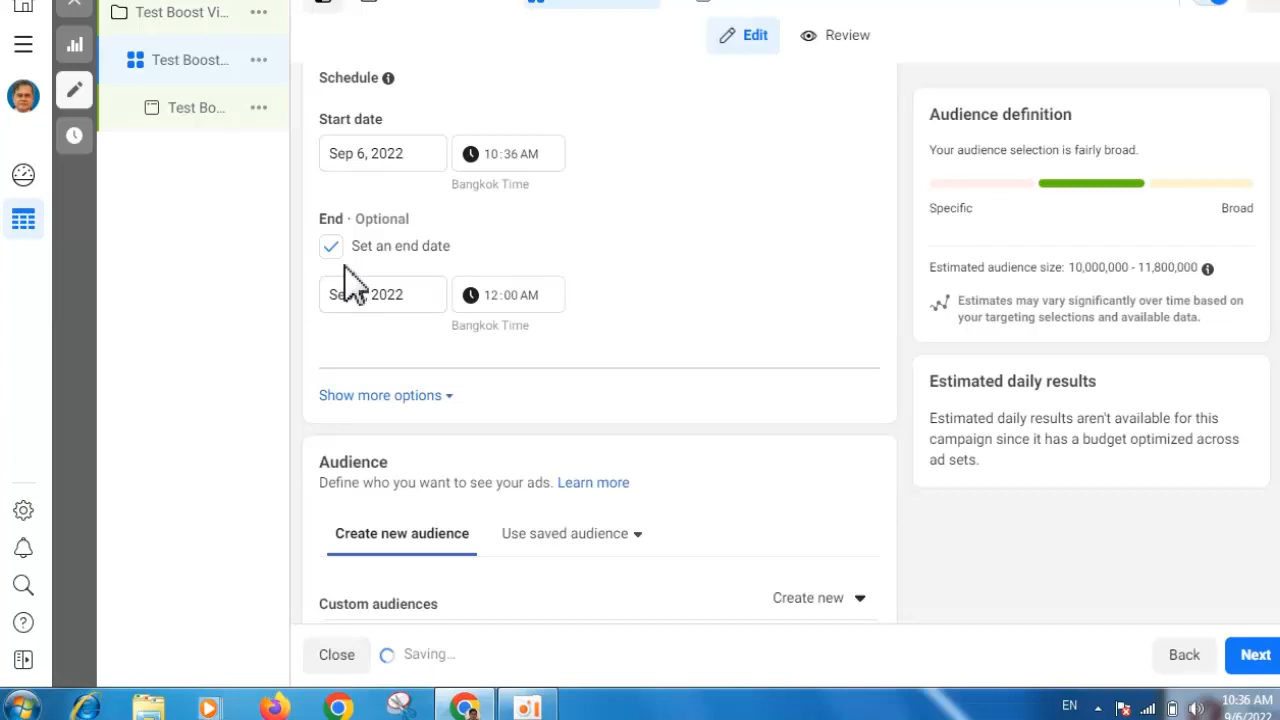 Test Boost Vi...
Test Boost...
Test Bo...
Edit
Review
Schedule
Start date
Sep 6, 2022
10:36 AM
Bangkok Time
End · Optional
Set an end date
2022
12:00 AM
Bangkok Time
Show more options
Audience
Define who you want to see your ads. Learn more
Create new audience
Use saved audience
Custom audiences
Create new
Audience definition
Your audience selection is fairly broad.
Specific
Broad
Estimated audience size: 10,000,000 - 11,800,000
Estimates may vary significantly over time based on
your targeting selections and available data.
Estimated daily results
Estimated daily results aren't available for this
campaign since it has a budget optimized across
ad sets.
Close
Saving...
Back
Next
EN
10:36 AM
9/6/2022